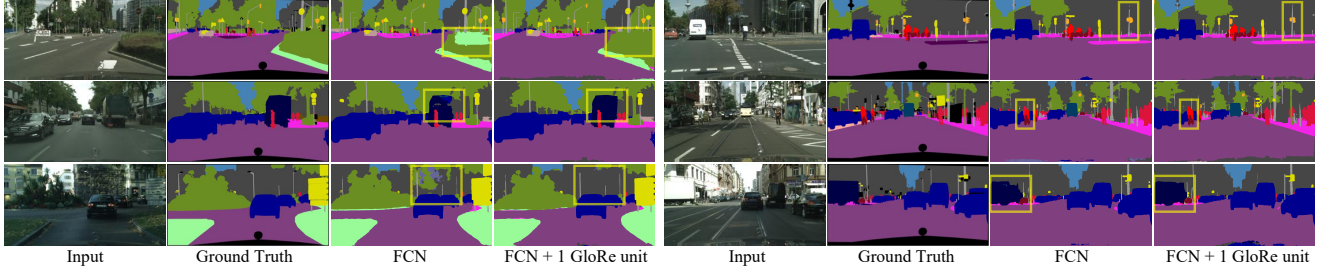 Input Ground Truth FCN FCN + 1 GloRe unit Input Ground Truth FCN FCN + 1 GloRe unit